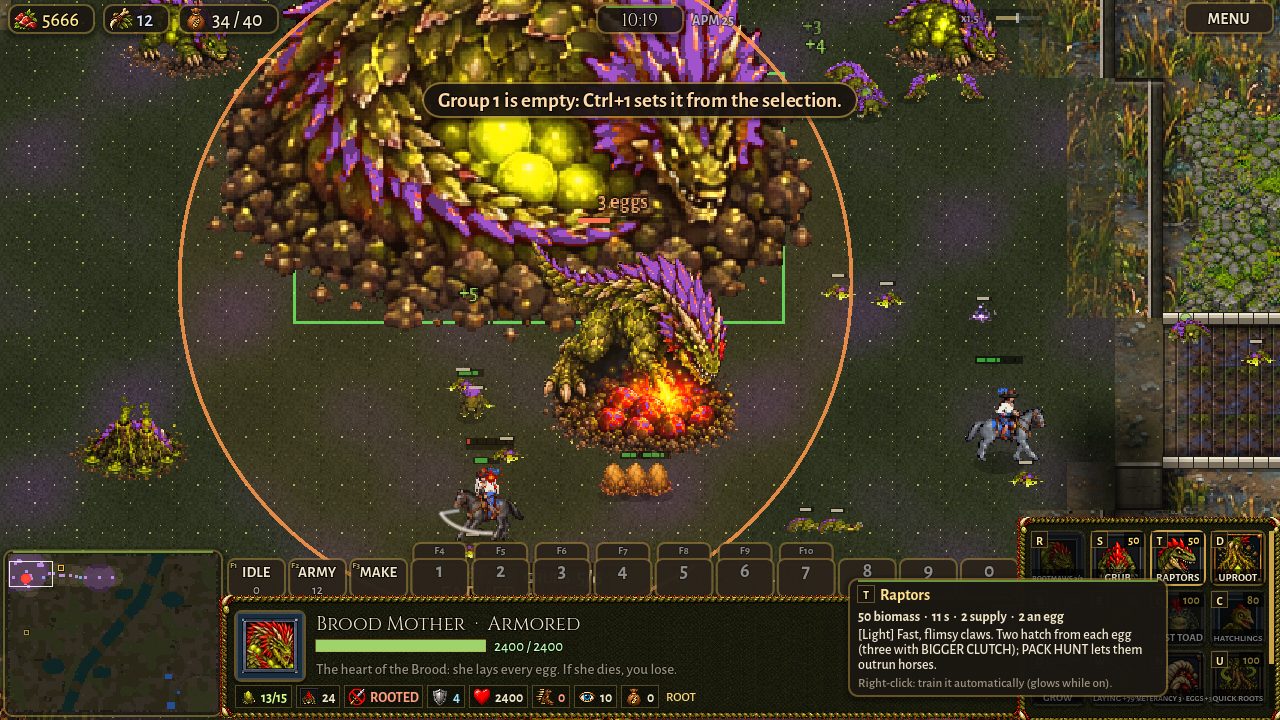 5666
12
34 / 40
10:19
APM 25
x1.5
MENU
+3
+4
Group 1 is empty: Ctrl+1 sets it from the selection.
3 eggs
+5
F1 IDLE 0
F2 ARMY 12
MAKE
F4 1
F5 2
F6 3
F7 4
F8 5
F9 6
F10 7
8
9
0
R
S 50 GRUB
T 50 RAPTORS
D UPROOT
100
C 80
HATCHLINGS
U 100
QUICK ROOTS
GROW
T Raptors
50 biomass · 11 s · 2 supply · 2 an egg
[Light] Fast, flimsy claws. Two hatch from each egg
(three with BIGGER CLUTCH); PACK HUNT lets them
outrun horses.
Right-click: train it automatically (glows while on).
BROOD MOTHER · ARMORED
2400 / 2400
The heart of the Brood: she lays every egg. If she dies, you lose.
13/15
24
ROOTED
4
2400
0
10
0
ROOT